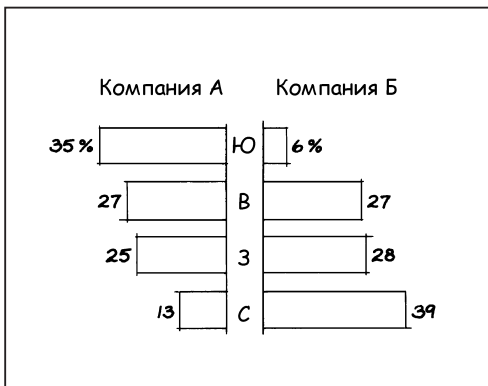 Компания А Компания Б
35 % Ю 6 %
27 В 27
25 З 28
13 С 39